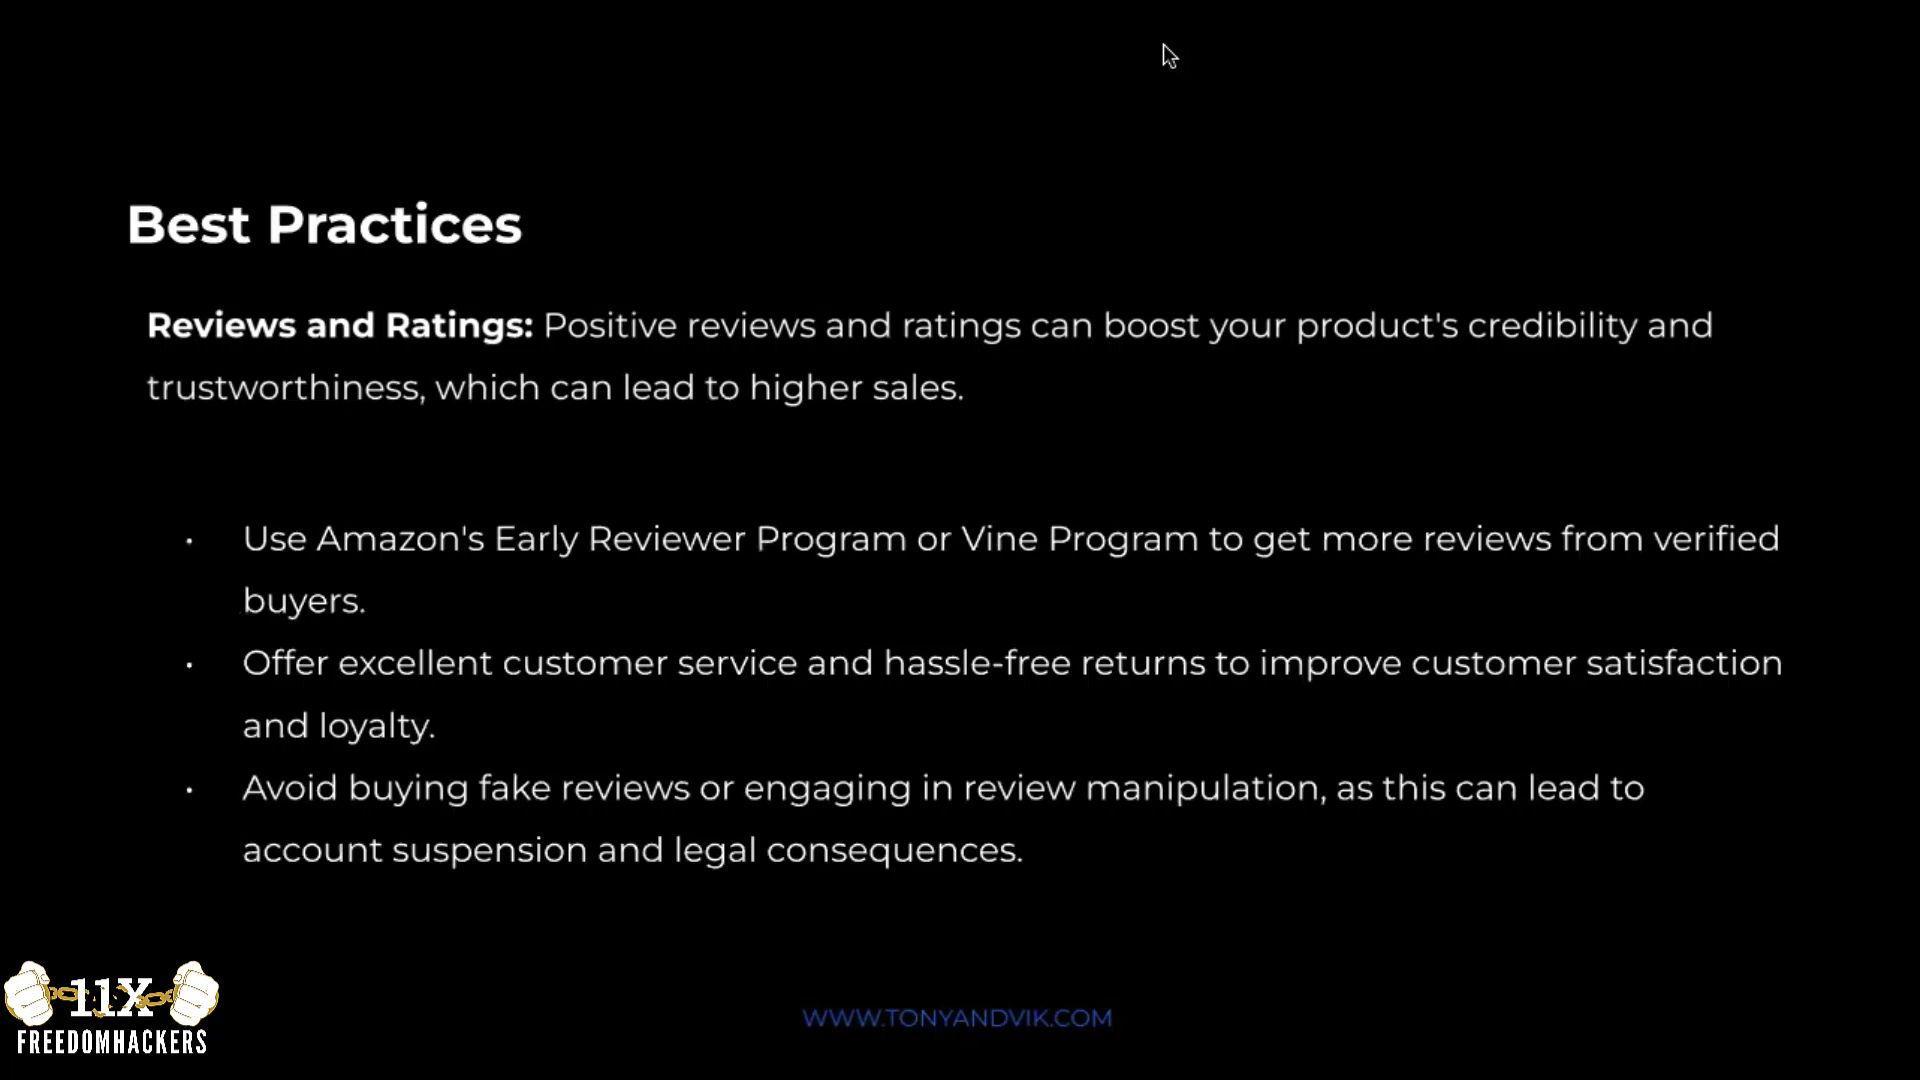 Best Practices
Reviews and Ratings: Positive reviews and ratings can boost your product's credibility and
trustworthiness, which can lead to higher sales.
• Use Amazon's Early Reviewer Program or Vine Program to get more reviews from verified
buyers.
• Offer excellent customer service and hassle-free returns to improve customer satisfaction
and loyalty.
• Avoid buying fake reviews or engaging in review manipulation, as this can lead to
account suspension and legal consequences.
11X
FREEDOMHACKERS
WWW.TONYANDVIK.COM